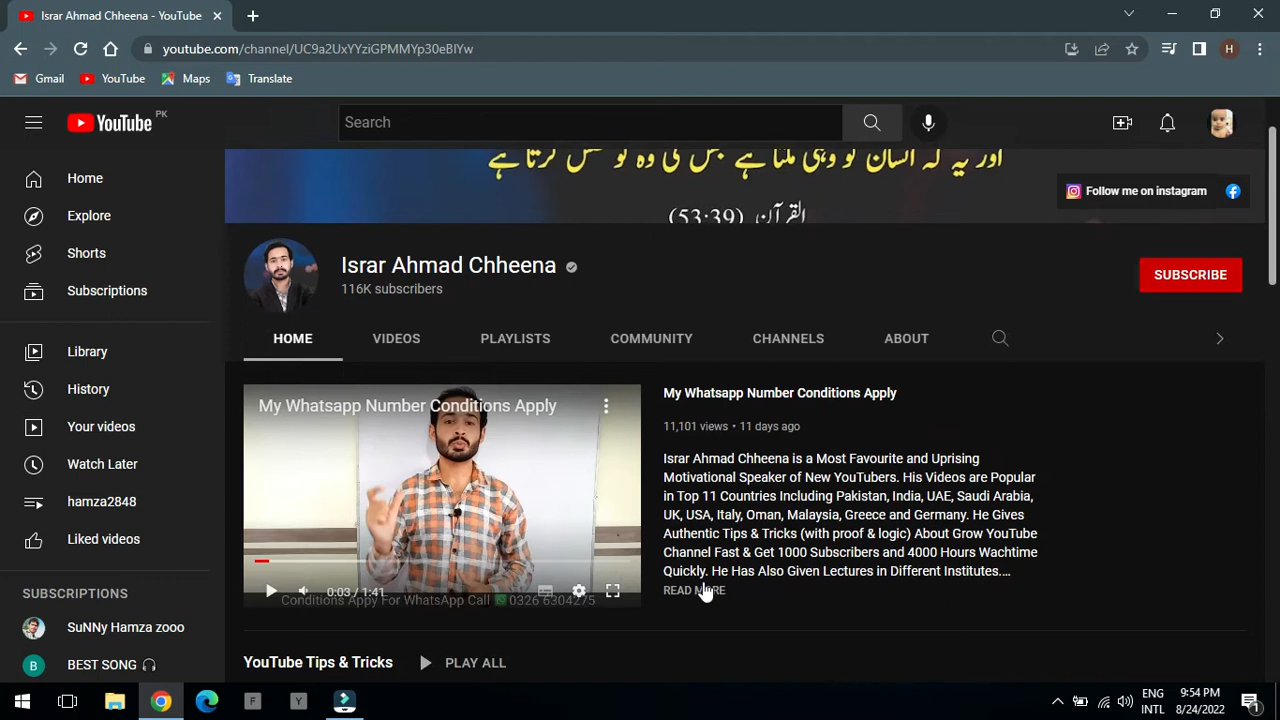 Israr Ahmad Chheena - YouTube
youtube.com/channel/UC9a2UxYYziGPMMYp30eBlYw
H
Gmail
YouTube
Maps
Translate
YouTube PK
Search
اور یہ کہ انسان کو وہی ملتا ہے جس کی وہ کوشش کرتا ہے
القرآن (53:39)
Follow me on instagram
Home
Explore
Shorts
Subscriptions
Library
History
Your videos
Watch Later
hamza2848
Liked videos
SUBSCRIPTIONS
SuNNy Hamza zooo
B
BEST SONG
Israr Ahmad Chheena
116K subscribers
SUBSCRIBE
HOME
VIDEOS
PLAYLISTS
COMMUNITY
CHANNELS
ABOUT
My Whatsapp Number Conditions Apply
0:03 / 1:41
Conditions Appy For WhatsApp Call 0326 6304275
My Whatsapp Number Conditions Apply
11,101 views • 11 days ago
Israr Ahmad Chheena is a Most Favourite and Uprising
Motivational Speaker of New YouTubers. His Videos are Popular
in Top 11 Countries Including Pakistan, India, UAE, Saudi Arabia,
UK, USA, Italy, Oman, Malaysia, Greece and Germany. He Gives
Authentic Tips & Tricks (with proof & logic) About Grow YouTube
Channel Fast & Get 1000 Subscribers and 4000 Hours Wachtime
Quickly. He Has Also Given Lectures in Different Institutes....
READ MORE
YouTube Tips & Tricks
PLAY ALL
F
Y
ENG
INTL
9:54 PM
8/24/2022
1